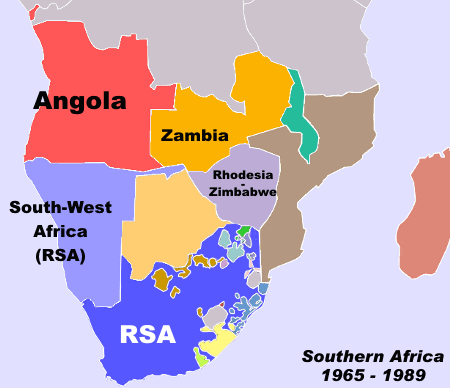 Angola
Zambia
Rhodesia
-
Zimbabwe
South-West
Africa
(RSA)
RSA
Southern Africa
1965 - 1989